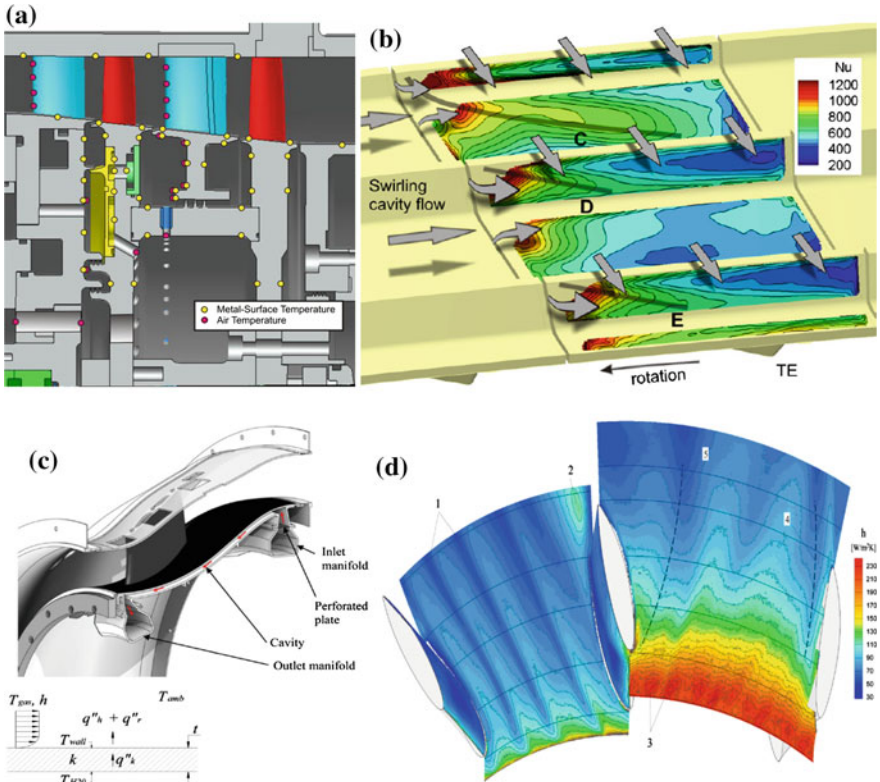 (a)
Metal-Surface Temperature
Air Temperature
(b)
Nu
1200
1000
800
600
400
200
Swirling
cavity flow
C
D
E
rotation
TE
(c)
Inlet
manifold
Perforated
plate
Cavity
Outlet manifold
T_gas, h
T_amb
q"_h + q"_r
T_wall
t
k
q"_k
T_H2O
(d)
1
2
3
4
5
h
[W/m²K]
230
210
190
170
150
130
110
90
70
50
30